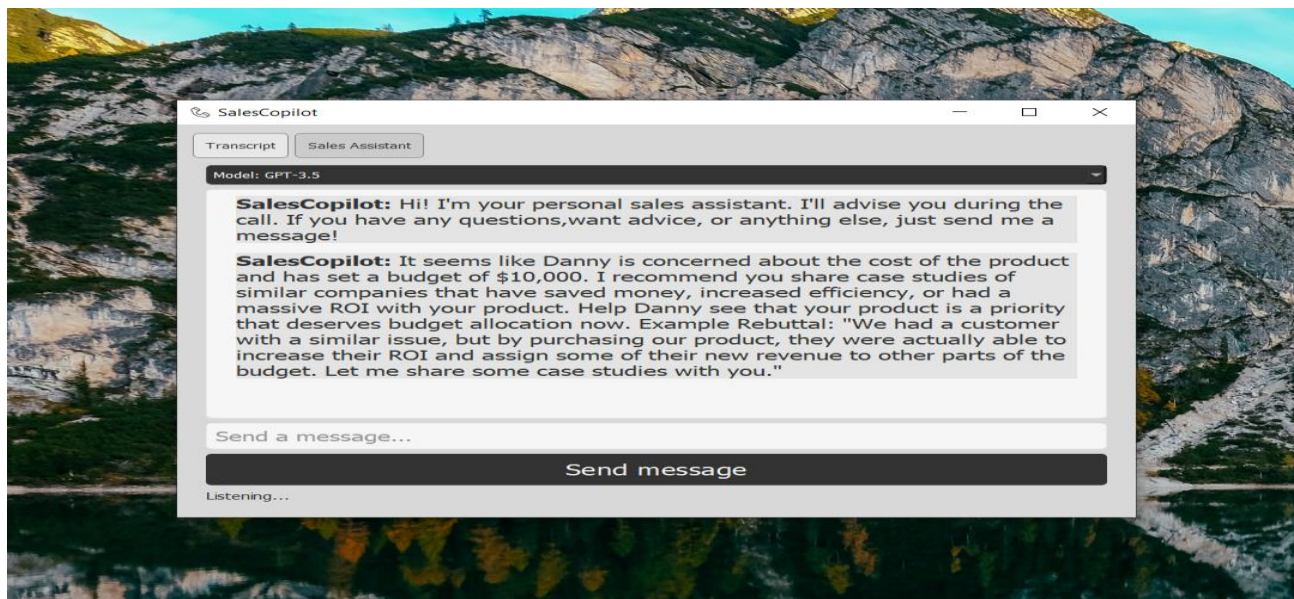 SalesCopilot
Transcript
Sales Assistant
Model: GPT-3.5
SalesCopilot: Hi! I'm your personal sales assistant. I'll advise you during the
call. If you have any questions,want advice, or anything else, just send me a
message!
SalesCopilot: It seems like Danny is concerned about the cost of the product
and has set a budget of $10,000. I recommend you share case studies of
similar companies that have saved money, increased efficiency, or had a
massive ROI with your product. Help Danny see that your product is a priority
that deserves budget allocation now. Example Rebuttal: "We had a customer
with a similar issue, but by purchasing our product, they were actually able to
increase their ROI and assign some of their new revenue to other parts of the
budget. Let me share some case studies with you."
Send a message...
Send message
Listening...